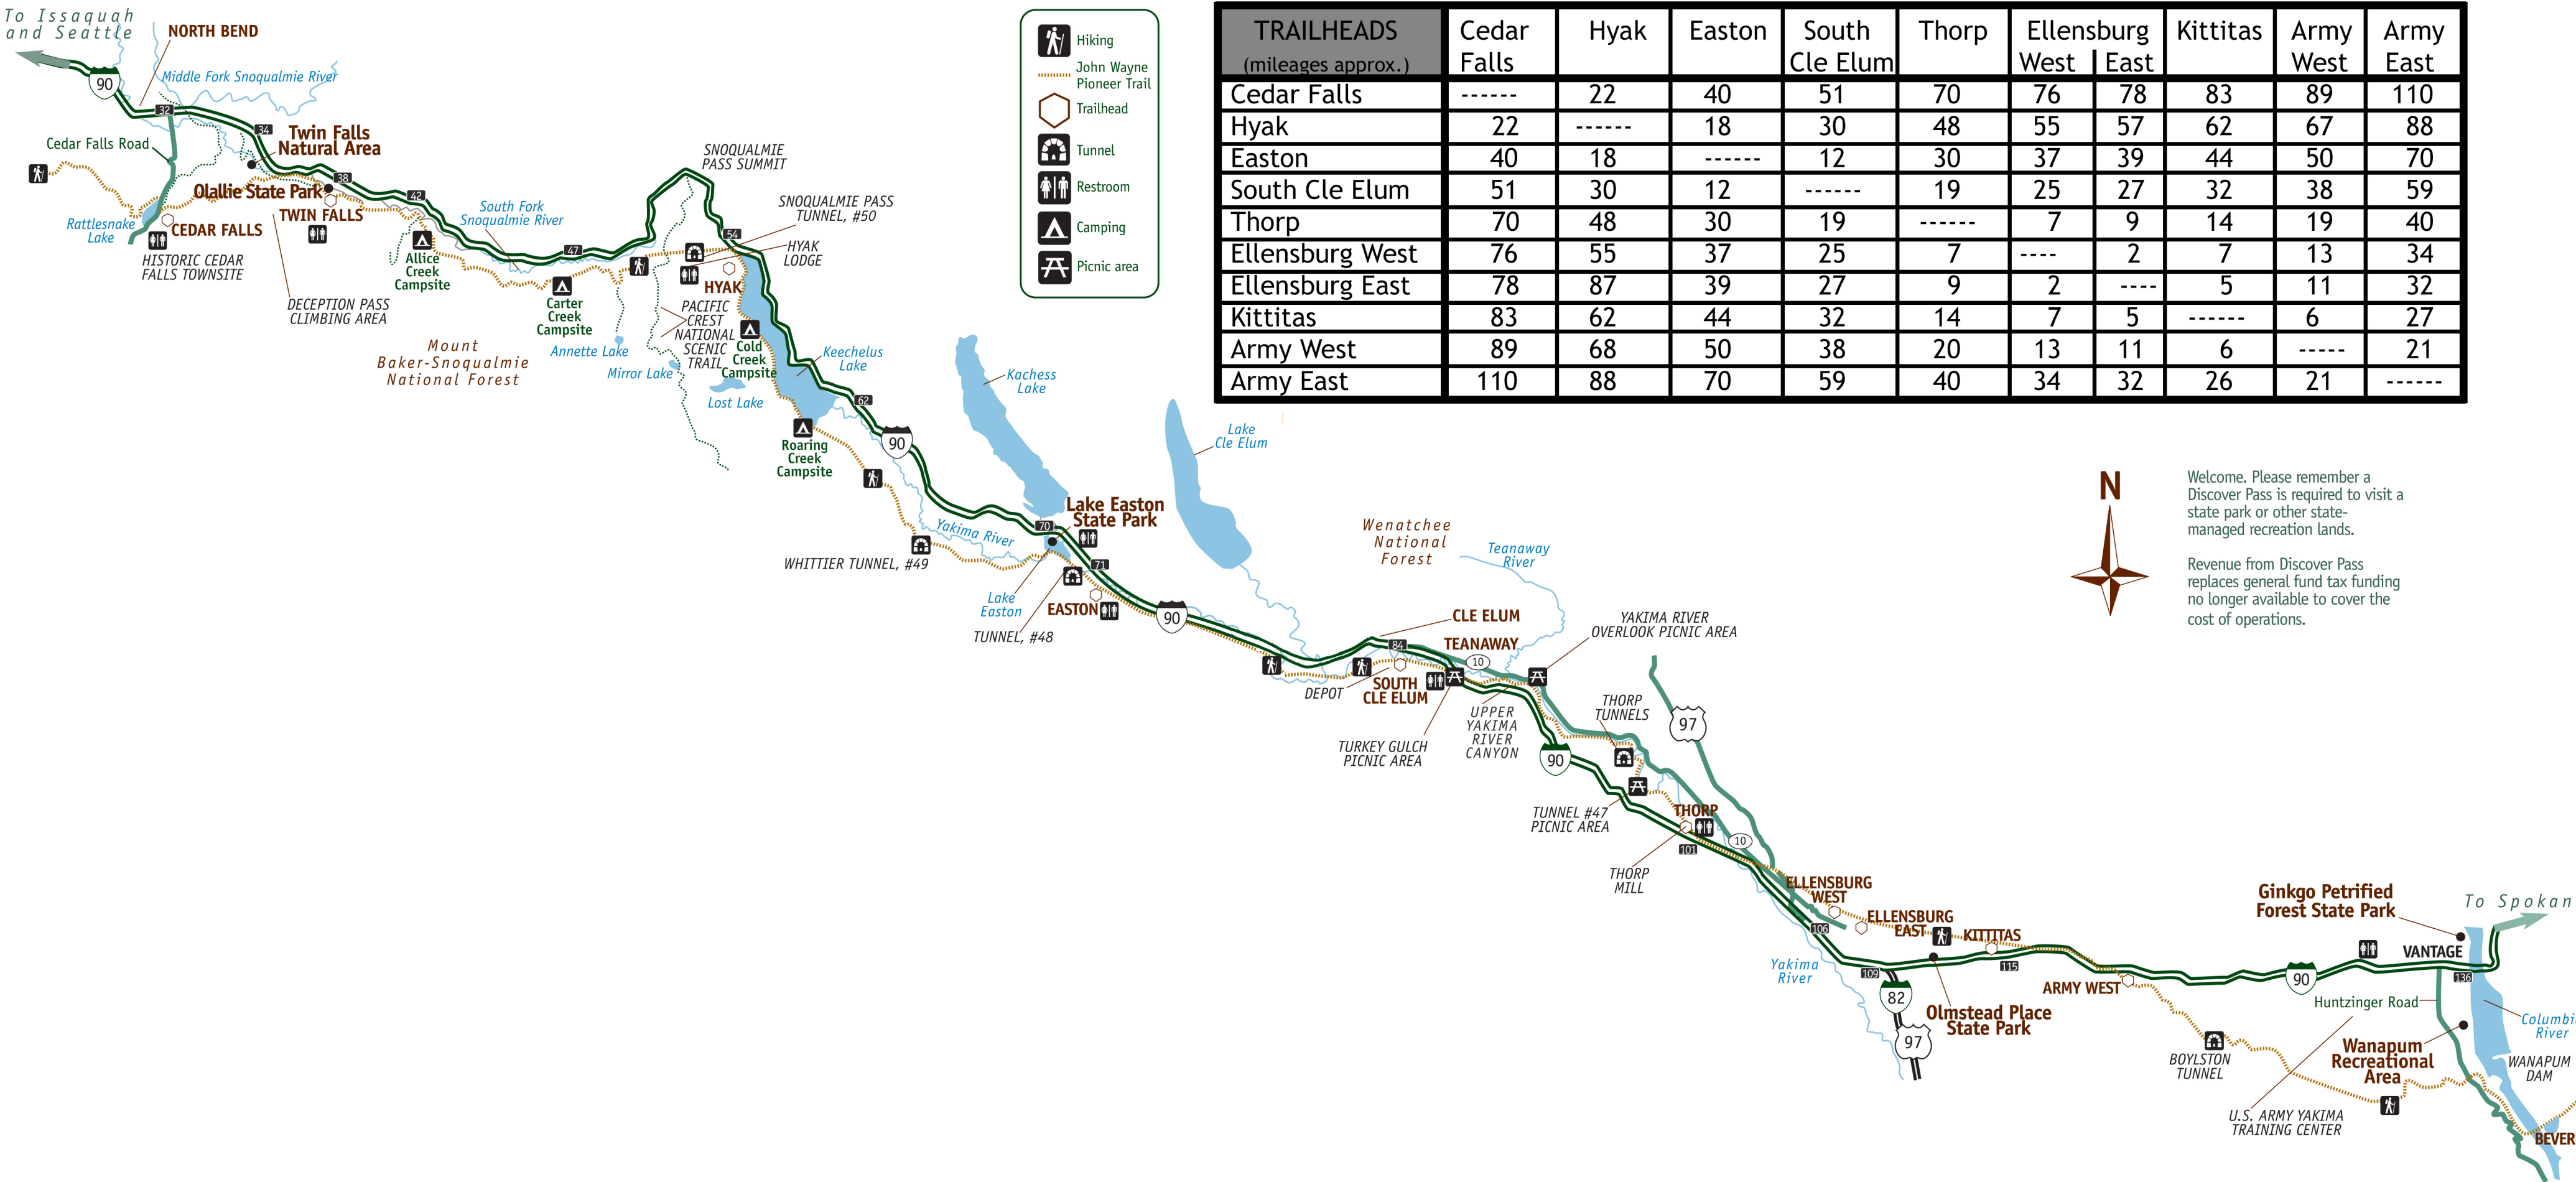 To Issaquah
and Seattle
NORTH BEND
90
Middle Fork Snoqualmie River
32
34
Cedar Falls Road
Twin Falls
Natural Area
38
Olallie State Park
42
TWIN FALLS
Rattlesnake
Lake
CEDAR FALLS
HISTORIC CEDAR
FALLS TOWNSITE
DECEPTION PASS
CLIMBING AREA
Allice
Creek
Campsite
South Fork
Snoqualmie River
47
Carter
Creek
Campsite
Mount
Baker-Snoqualmie
National Forest
Annette Lake
Mirror Lake
SNOQUALMIE
PASS SUMMIT
SNOQUALMIE PASS
TUNNEL, #50
54
HYAK
LODGE
HYAK
PACIFIC
CREST
NATIONAL
SCENIC
TRAIL
Cold
Creek
Campsite
Lost Lake
Keechelus
Lake
62
Roaring
Creek
Campsite
90
Hiking
John Wayne
Pioneer Trail
Trailhead
Tunnel
Restroom
Camping
Picnic area
TRAILHEADS Cedar Hyak Easton South Thorp Ellensburg Kittitas Army Army
(mileages approx.) Falls Cle Elum West East West East
Cedar Falls ------ 22 40 51 70 76 78 83 89 110
Hyak 22 ------ 18 30 48 55 57 62 67 88
Easton 40 18 ------ 12 30 37 39 44 50 70
South Cle Elum 51 30 12 ------ 19 25 27 32 38 59
Thorp 70 48 30 19 ------ 7 9 14 19 40
Ellensburg West 76 55 37 25 7 ---- 2 7 13 34
Ellensburg East 78 87 39 27 9 2 ---- 5 11 32
Kittitas 83 62 44 32 14 7 5 ------ 6 27
Army West 89 68 50 38 20 13 11 6 ----- 21
Army East 110 88 70 59 40 34 32 26 21 ------
Kachess
Lake
Lake
Cle Elum
Yakima River
WHITTIER TUNNEL, #49
70
Lake Easton
State Park
71
Lake
Easton
EASTON
TUNNEL, #48
90
Wenatchee
National
Forest
Teanaway
River
CLE ELUM
84
TEANAWAY
10
YAKIMA RIVER
OVERLOOK PICNIC AREA
DEPOT
SOUTH
CLE ELUM
TURKEY GULCH
PICNIC AREA
UPPER
YAKIMA
RIVER
CANYON
90
THORP
TUNNELS
97
TUNNEL #47
PICNIC AREA
THORP
101
10
THORP
MILL
N
Welcome. Please remember a
Discover Pass is required to visit a
state park or other state-
managed recreation lands.
Revenue from Discover Pass
replaces general fund tax funding
no longer available to cover the
cost of operations.
ELLENSBURG
WEST
106
ELLENSBURG
EAST
KITTITAS
Yakima
River
109
115
82
97
Olmstead Place
State Park
ARMY WEST
BOYLSTON
TUNNEL
90
Ginkgo Petrified
Forest State Park
To Spokan
VANTAGE
136
Huntzinger Road
Columbi
River
Wanapum
Recreational
Area
WANAPUM
DAM
U.S. ARMY YAKIMA
TRAINING CENTER
BEVER